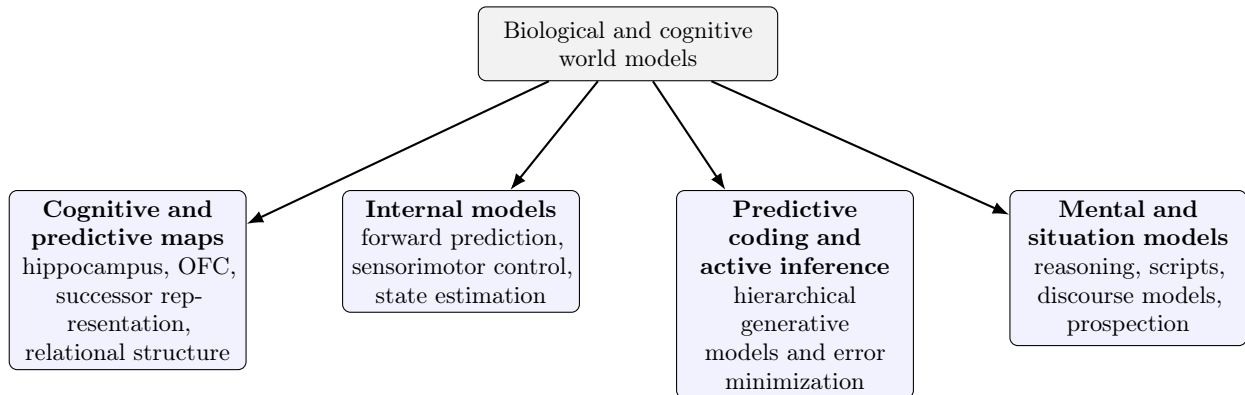 Biological and cognitive
world models
Cognitive and
predictive maps
hippocampus, OFC,
successor rep-
resentation,
relational structure
Internal models
forward prediction,
sensorimotor control,
state estimation
Predictive
coding and
active inference
hierarchical
generative
models and error
minimization
Mental and
situation models
reasoning, scripts,
discourse models,
prospection